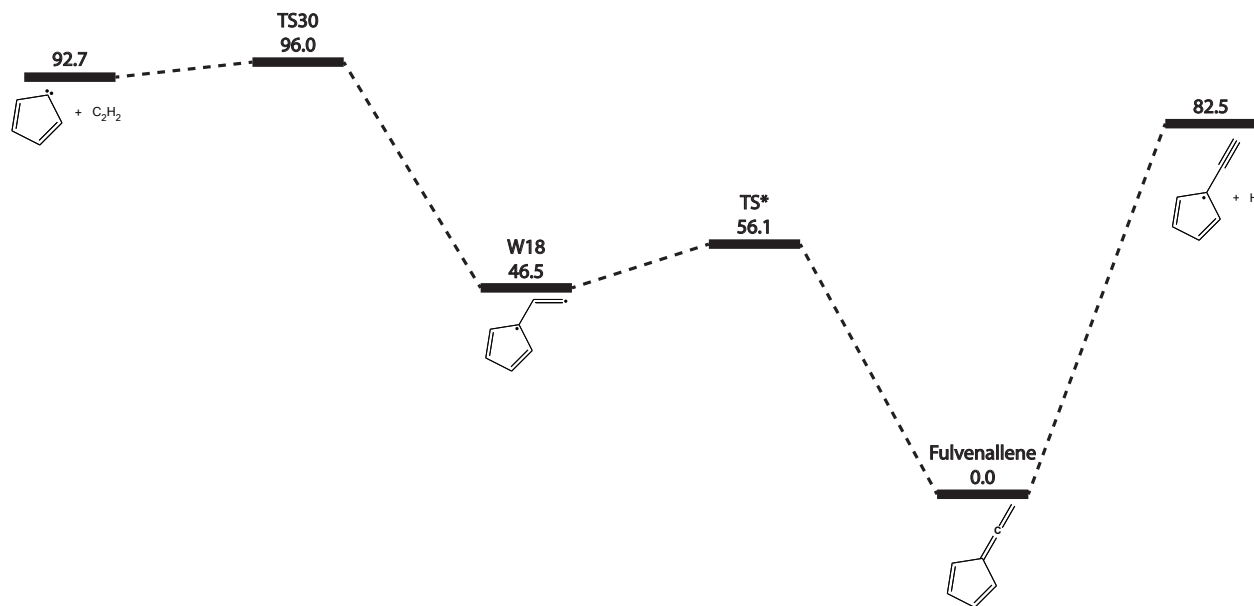 TS30
96.0
92.7
+ C2H2
82.5
+ H
TS*
56.1
W18
46.5
Fulvenallene
0.0
C